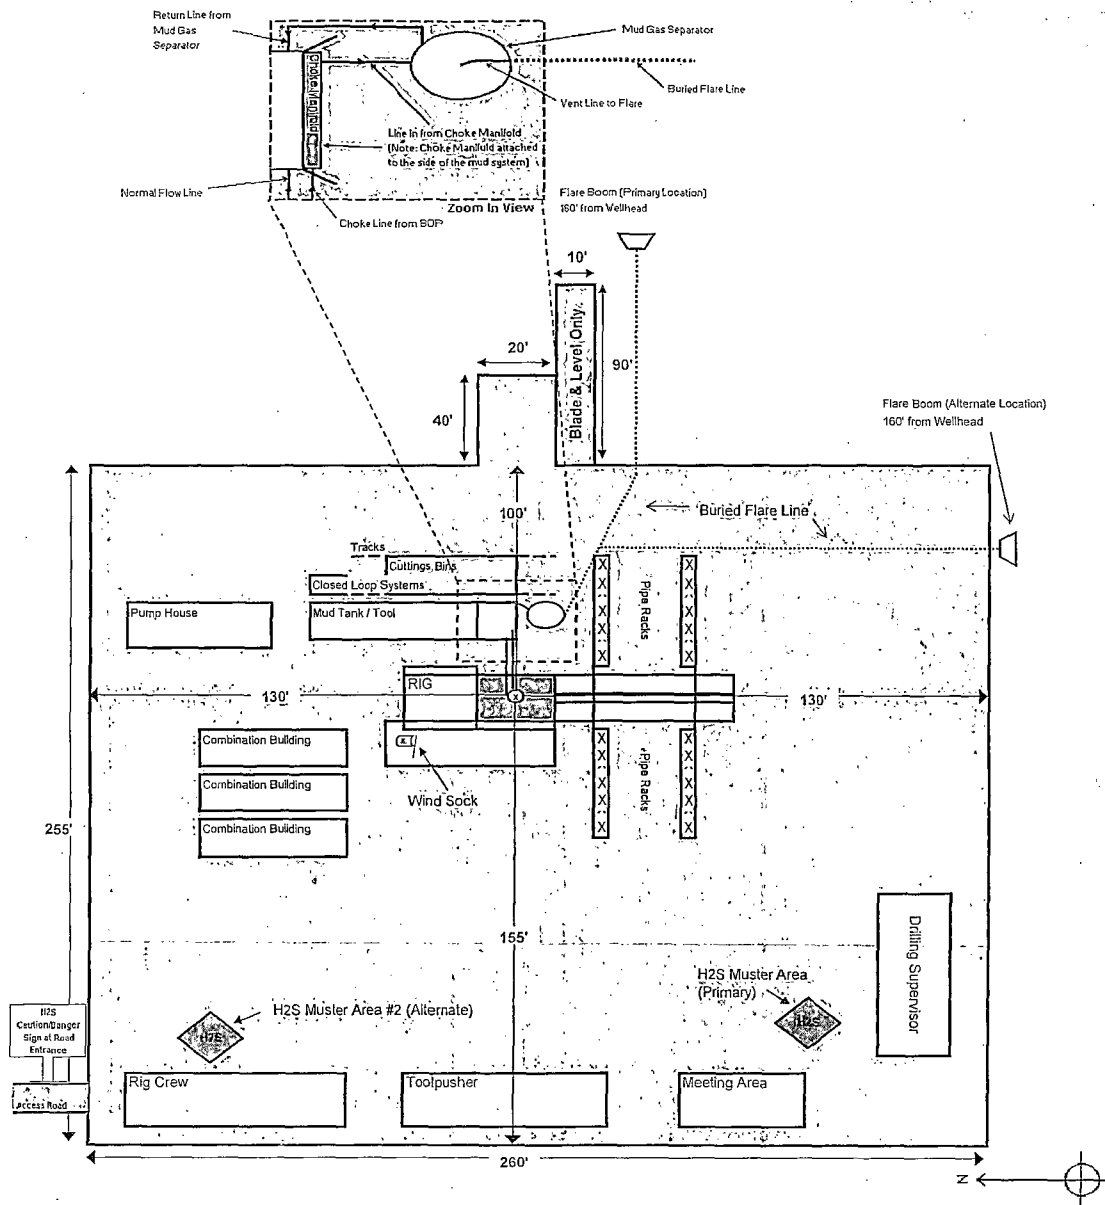 Return Line from
Mud Gas
Separator
Mud Gas Separator
Buried Flare Line
Vent Line to Flare
Choke Manifold
Line In from Choke Manifold
(Note: Choke Manifold attached
to the side of the mud system)
Normal Flow Line
Choke Line from BOP
Zoom In View
Flare Boom (Primary Location)
160' from Wellhead
10'
20'
90'
40'
Blade & Level Only
Flare Boom (Alternate Location)
160' from Wellhead
100'
Buried Flare Line
Tracks
Cuttings Bins
Closed Loop Systems
Mud Tank / Tool
Pump House
Pipe Racks
X
X
X
X
X
X
X
X
RIG
x
130'
130'
Combination Building
Combination Building
Combination Building
Wind Sock
Pipe Racks
X
X
X
X
X
X
X
X
255'
155'
Drilling Supervisor
H2S Muster Area
(Primary)
H2S
H2S Muster Area #2 (Alternate)
H2S
H2S
Caution/Danger
Sign at Road
Entrance
Access Road
Rig Crew
Toolpusher
Meeting Area
260'
N